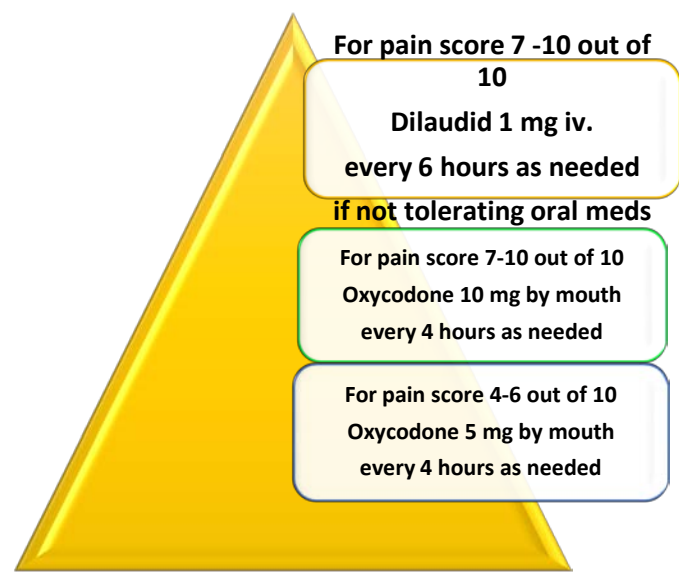 For pain score 7 -10 out of
10
Dilaudid 1 mg iv.
every 6 hours as needed
if not tolerating oral meds
For pain score 7-10 out of 10
Oxycodone 10 mg by mouth
every 4 hours as needed
For pain score 4-6 out of 10
Oxycodone 5 mg by mouth
every 4 hours as needed